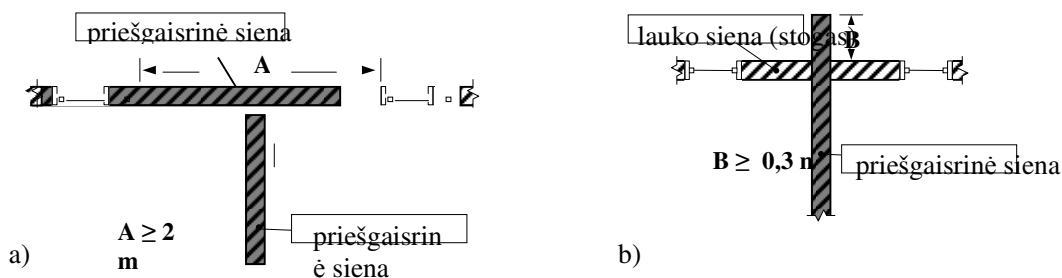 priešgaisrinė siena
A
A ≥ 2
m
priešgaisrin
ė siena
a)
lauko siena (stogas)
B
B ≥ 0,3 m
priešgaisrinė siena
b)